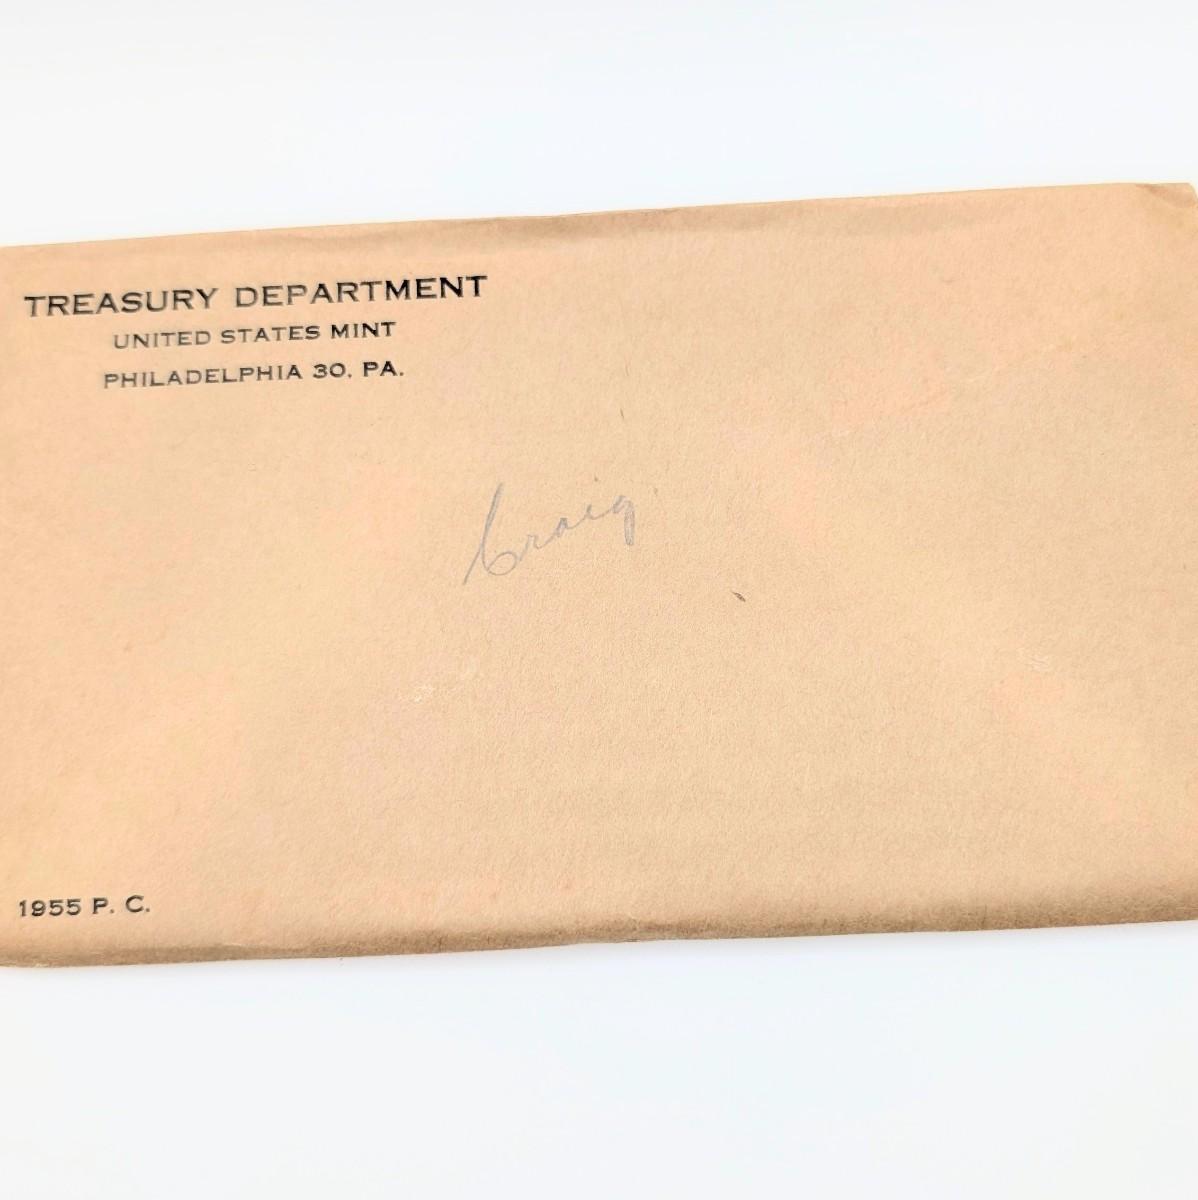 TREASURY DEPARTMENT
UNITED STATES MINT
PHILADELPHIA 30, PA.
Craig
1955 P. C.